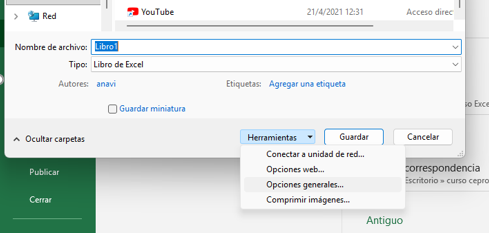 Red
YouTube 21/4/2021 12:31 Acceso direc
Nombre de archivo: Libro1
Tipo: Libro de Excel
Autores: anavi Etiquetas: Agregar una etiqueta
Guardar miniatura
Ocultar carpetas Herramientas Guardar Cancelar
Conectar a unidad de red...
Opciones web...
Opciones generales...
Comprimir imágenes...
Publicar
Cerrar
so Exce
correspondencia
Escritorio » curso cepro
Antiguo